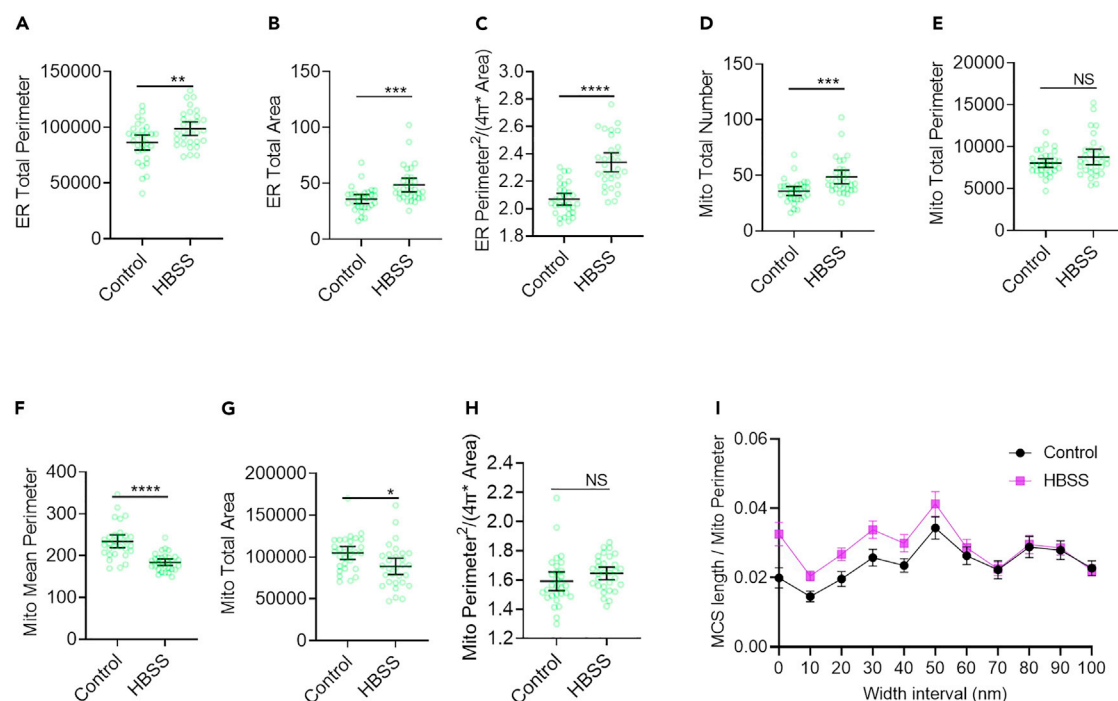 A
ER Total Perimeter
150000
100000
50000
0
**
Control
HBSS
B
ER Total Area
150
100
50
0
***
Control
HBSS
C
ER Perimeter²/(4π* Area)
3.0
2.8
2.6
2.4
2.2
2.0
1.8
****
Control
HBSS
D
Mito Total Number
150
100
50
0
***
Control
HBSS
E
Mito Total Perimeter
20000
15000
10000
5000
0
NS
Control
HBSS
F
Mito Mean Perimeter
400
300
200
100
0
****
Control
HBSS
G
Mito Total Area
200000
150000
100000
50000
0
*
Control
HBSS
H
Mito Perimeter²/(4π* Area)
2.4
2.2
2.0
1.8
1.6
1.4
1.2
NS
Control
HBSS
I
MCS length / Mito Perimeter
0.06
0.04
0.02
0.00
Control
HBSS
0 10 20 30 40 50 60 70 80 90 100
Width interval (nm)